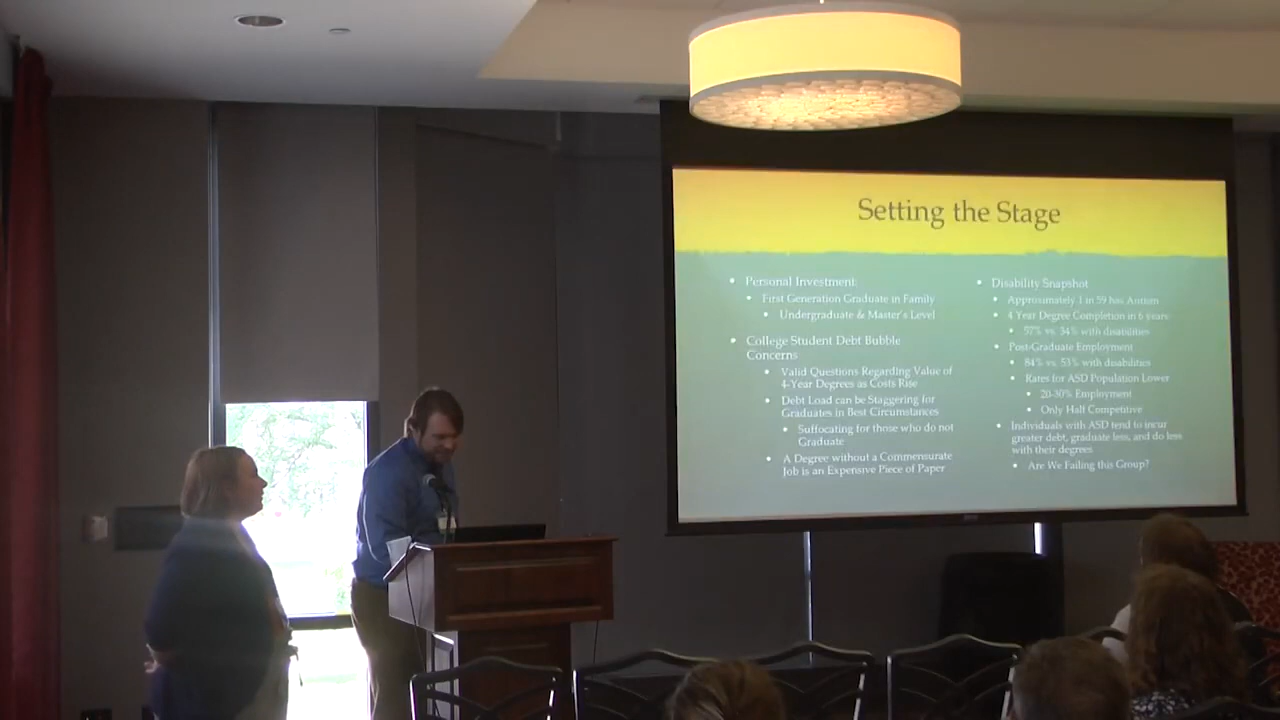 Setting the Stage
Personal Investment:
First Generation Graduate in Family
Undergraduate & Master's Level
College Student Debt Bubble
Concerns
Valid Questions Regarding Value of
4-Year Degrees as Costs Rise
Debt Load can be Staggering for
Graduates in Best Circumstances
Suffocating for those who do not
Graduate
A Degree without a Commensurate
Job is an Expensive Piece of Paper
Disability Snapshot
Approximately 1 in 59 has Autism
4 Year Degree Completion in 6 years
57% vs. 34% with disabilities
Post-Graduate Employment
84% vs. 53% with disabilities
Rates for ASD Population Lower
20-30% Employment
Only Half Competitive
Individuals with ASD tend to incur
greater debt, graduate less, and do less
with their degrees
Are We Failing this Group?